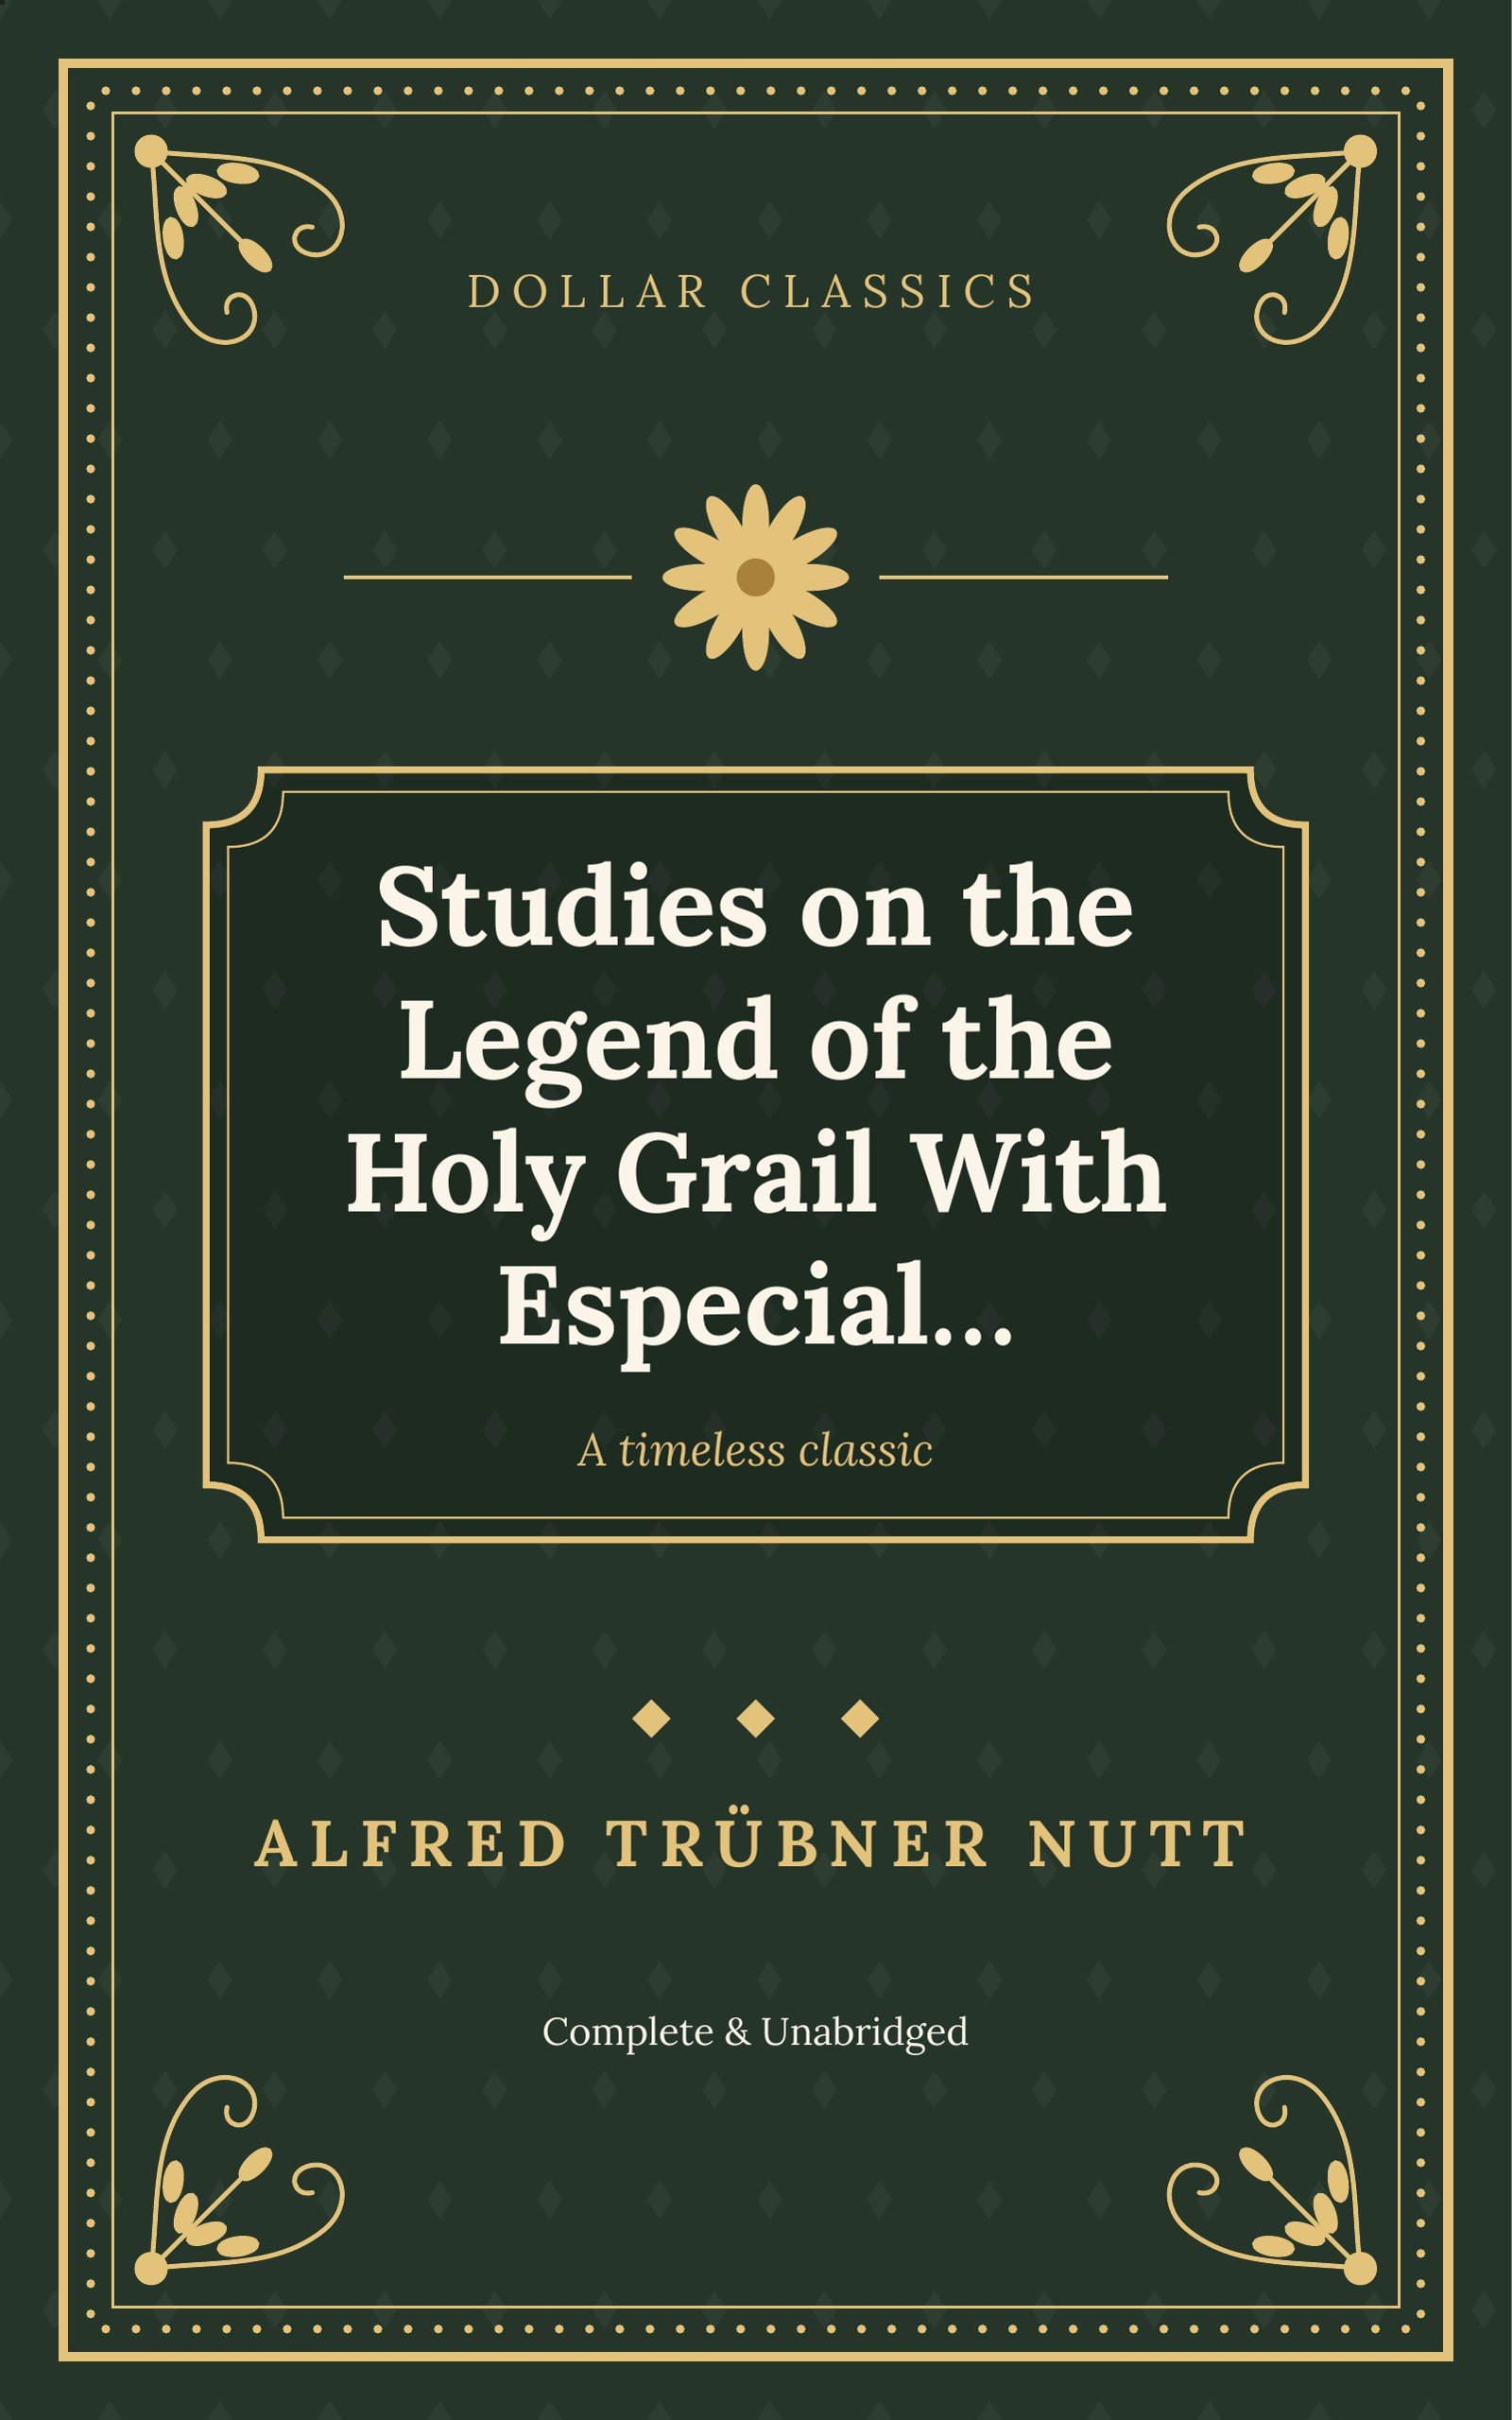 DOLLAR CLASSICS
Studies on the
Legend of the
Holy Grail With
Especial...
A timeless classic
ALFRED TRÜBNER NUTT
Complete & Unabridged